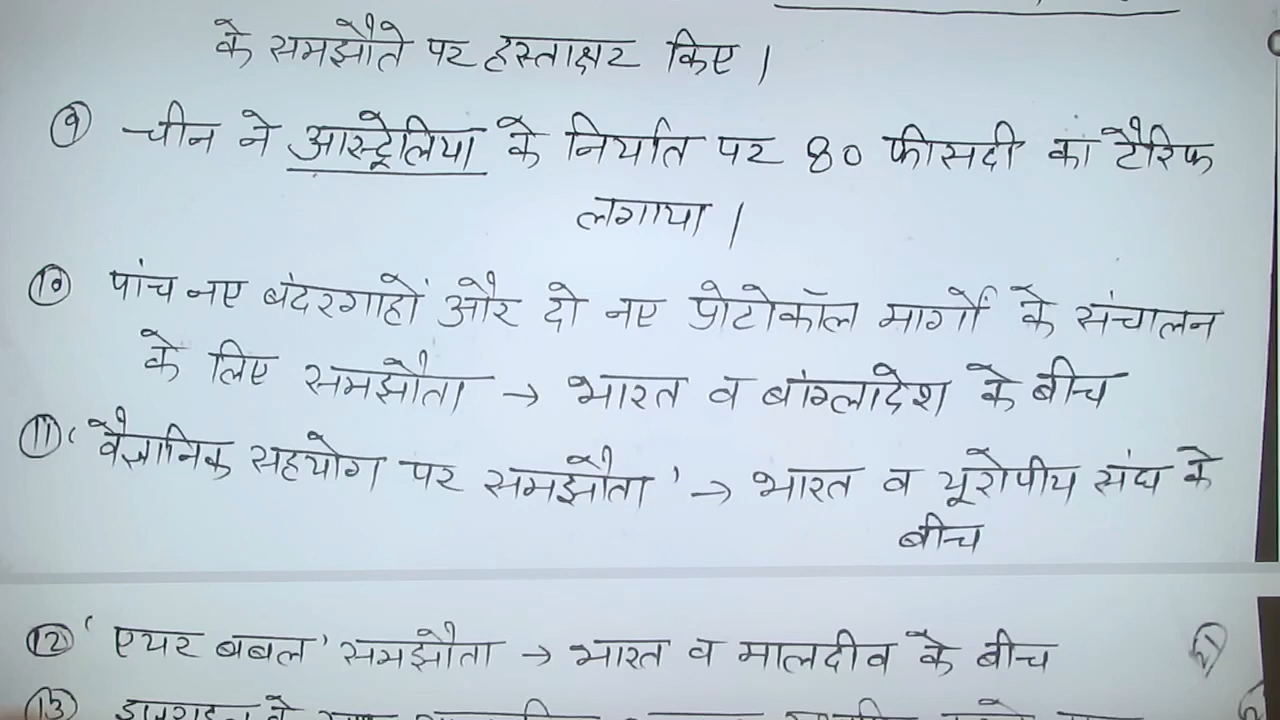 के समझौते पर हस्ताक्षर किए ।
9 चीन ने आस्ट्रेलिया के निर्यात पर 80 फीसदी का टैरिफ
लगाया ।
10 पांच नए बंदरगाहों और दो नए प्रोटोकॉल मार्गों के संचालन
के लिए समझौता → भारत व बांग्लादेश के बीच
11 'वैज्ञानिक सहयोग पर समझौता' → भारत व यूरोपीय संघ के
बीच
12 'एयर बबल' समझौता → भारत व मालदीव के बीच
13